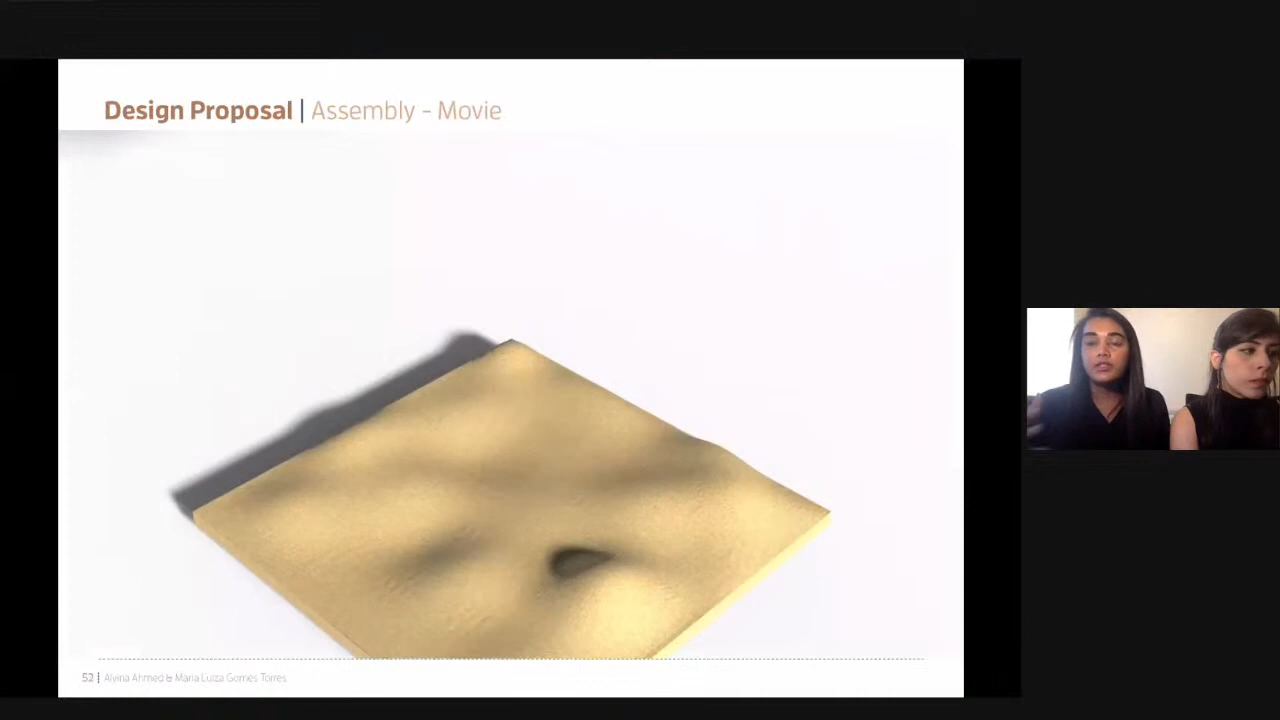 Design Proposal | Assembly - Movie
52 | Alvina Ahmed & Maria Luiza Gomes Torres